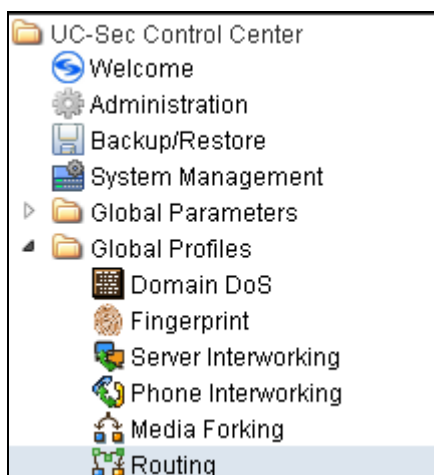 UC-Sec Control Center
Welcome
Administration
Backup/Restore
System Management
Global Parameters
Global Profiles
Domain DoS
Fingerprint
Server Interworking
Phone Interworking
Media Forking
Routing